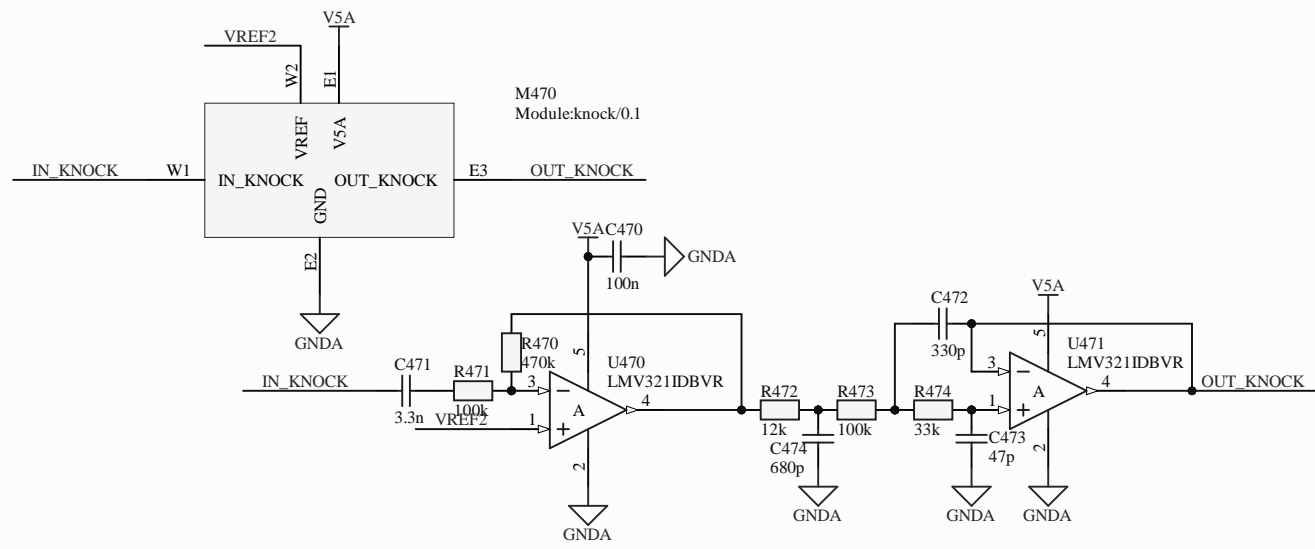 V5A
VREF2
W2
E1
M470
Module:knock/0.1
VREF
V5A
IN_KNOCK
W1
IN_KNOCK
OUT_KNOCK
E3
OUT_KNOCK
GND
E2
GNDA
V5A
C470
GNDA
100n
C472
V5A
330p
5
R470
470k
5
U470
LMV321IDBVR
U471
LMV321IDBVR
C471
R471
3
3
IN_KNOCK
A
4
R472
R473
R474
A
4
OUT_KNOCK
3.3n
100k
VREF2
1
1
12k
100k
33k
C474
680p
C473
47p
2
2
GNDA
GNDA
GNDA
GNDA